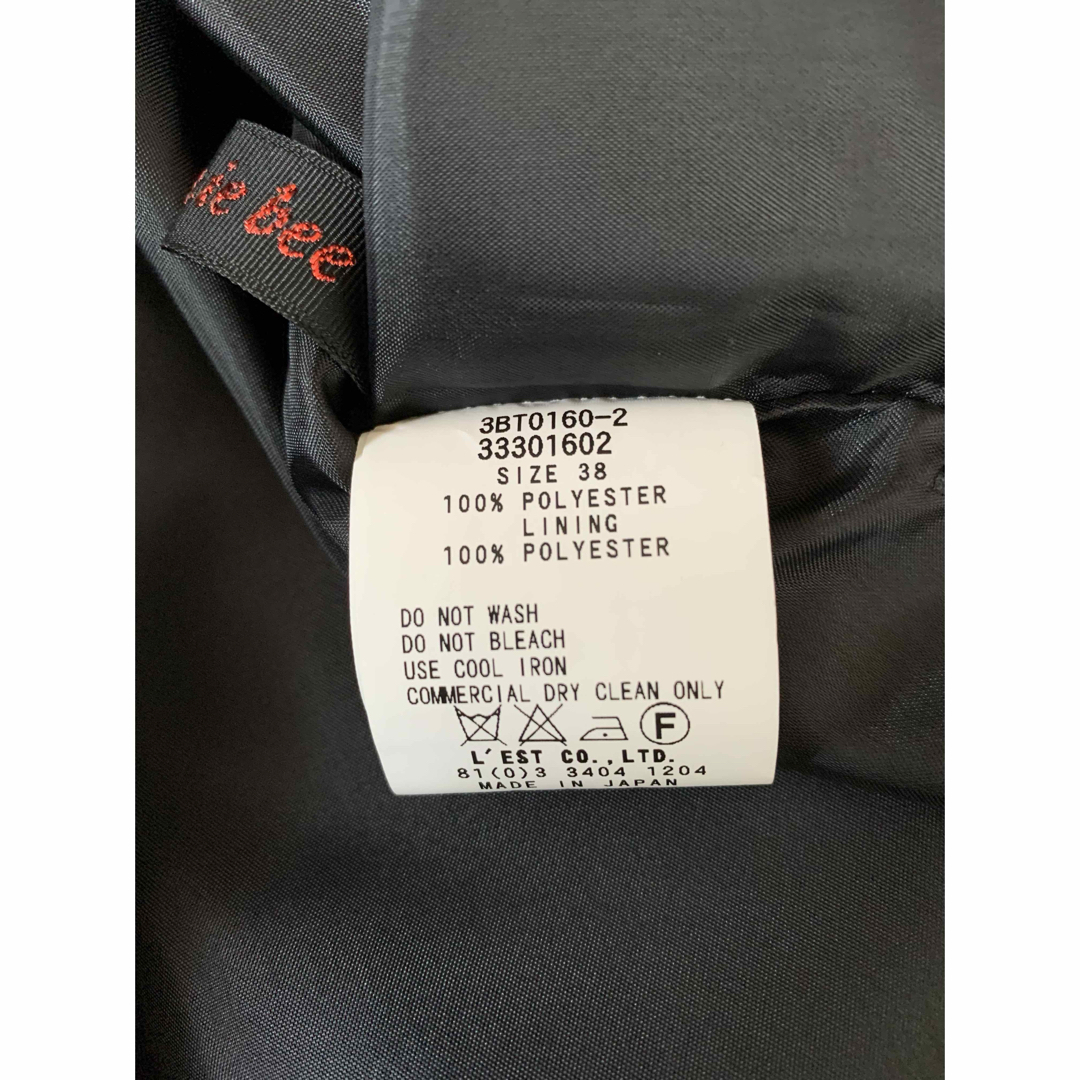 bee
3BT0160-2
33301602
SIZE 38
100% POLYESTER
LINING
100% POLYESTER
DO NOT WASH
DO NOT BLEACH
USE COOL IRON
COMMERCIAL DRY CLEAN ONLY
F
L'EST CO.,LTD.
81(0)3 3404 1204
MADE IN JAPAN